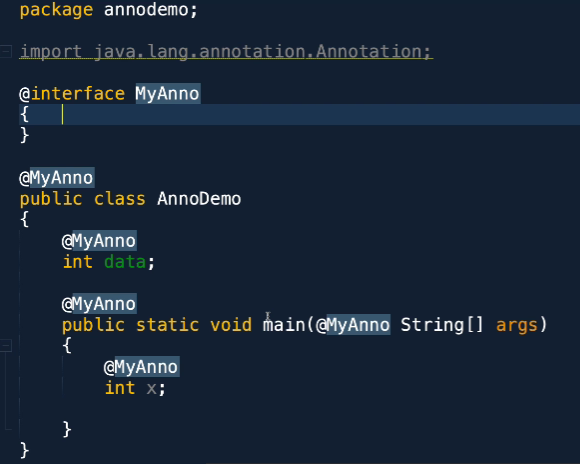 package annodemo;
import java.lang.annotation.Annotation;
@interface MyAnno
{
}
@MyAnno
public class AnnoDemo
{
@MyAnno
int data;
@MyAnno
public static void main(@MyAnno String[] args)
{
@MyAnno
int x;
}
}